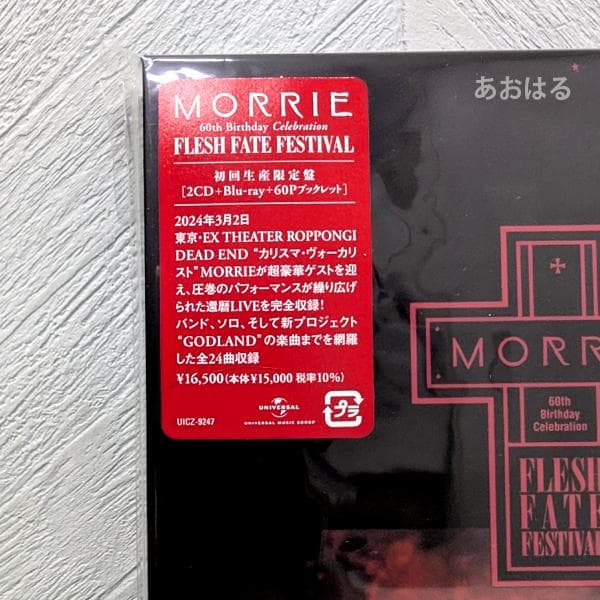 あおはる
MORRIE
60th Birthday Celebration
FLESH FATE FESTIVAL
初回生産限定盤
[2CD+Blu-ray+60Pブックレット]
2024年3月2日
東京・EX THEATER ROPPONGI
DEAD END “カリスマ・ヴォーカリ
スト”MORRIEが超豪華ゲストを迎
え、圧巻のパフォーマンスが繰り広げ
られた還暦LIVEを完全収録!
バンド、ソロ、そして新プロジェクト
“GODLAND”の楽曲までを網羅
した全24曲収録
¥16,500(本体¥15,000 税率10%)
UICZ-9247
UNIVERSAL
UNIVERSAL MUSIC GROUP
プラ
MORR
60th
Birthday
Celebration
FLESH
FATE
FESTIVAL